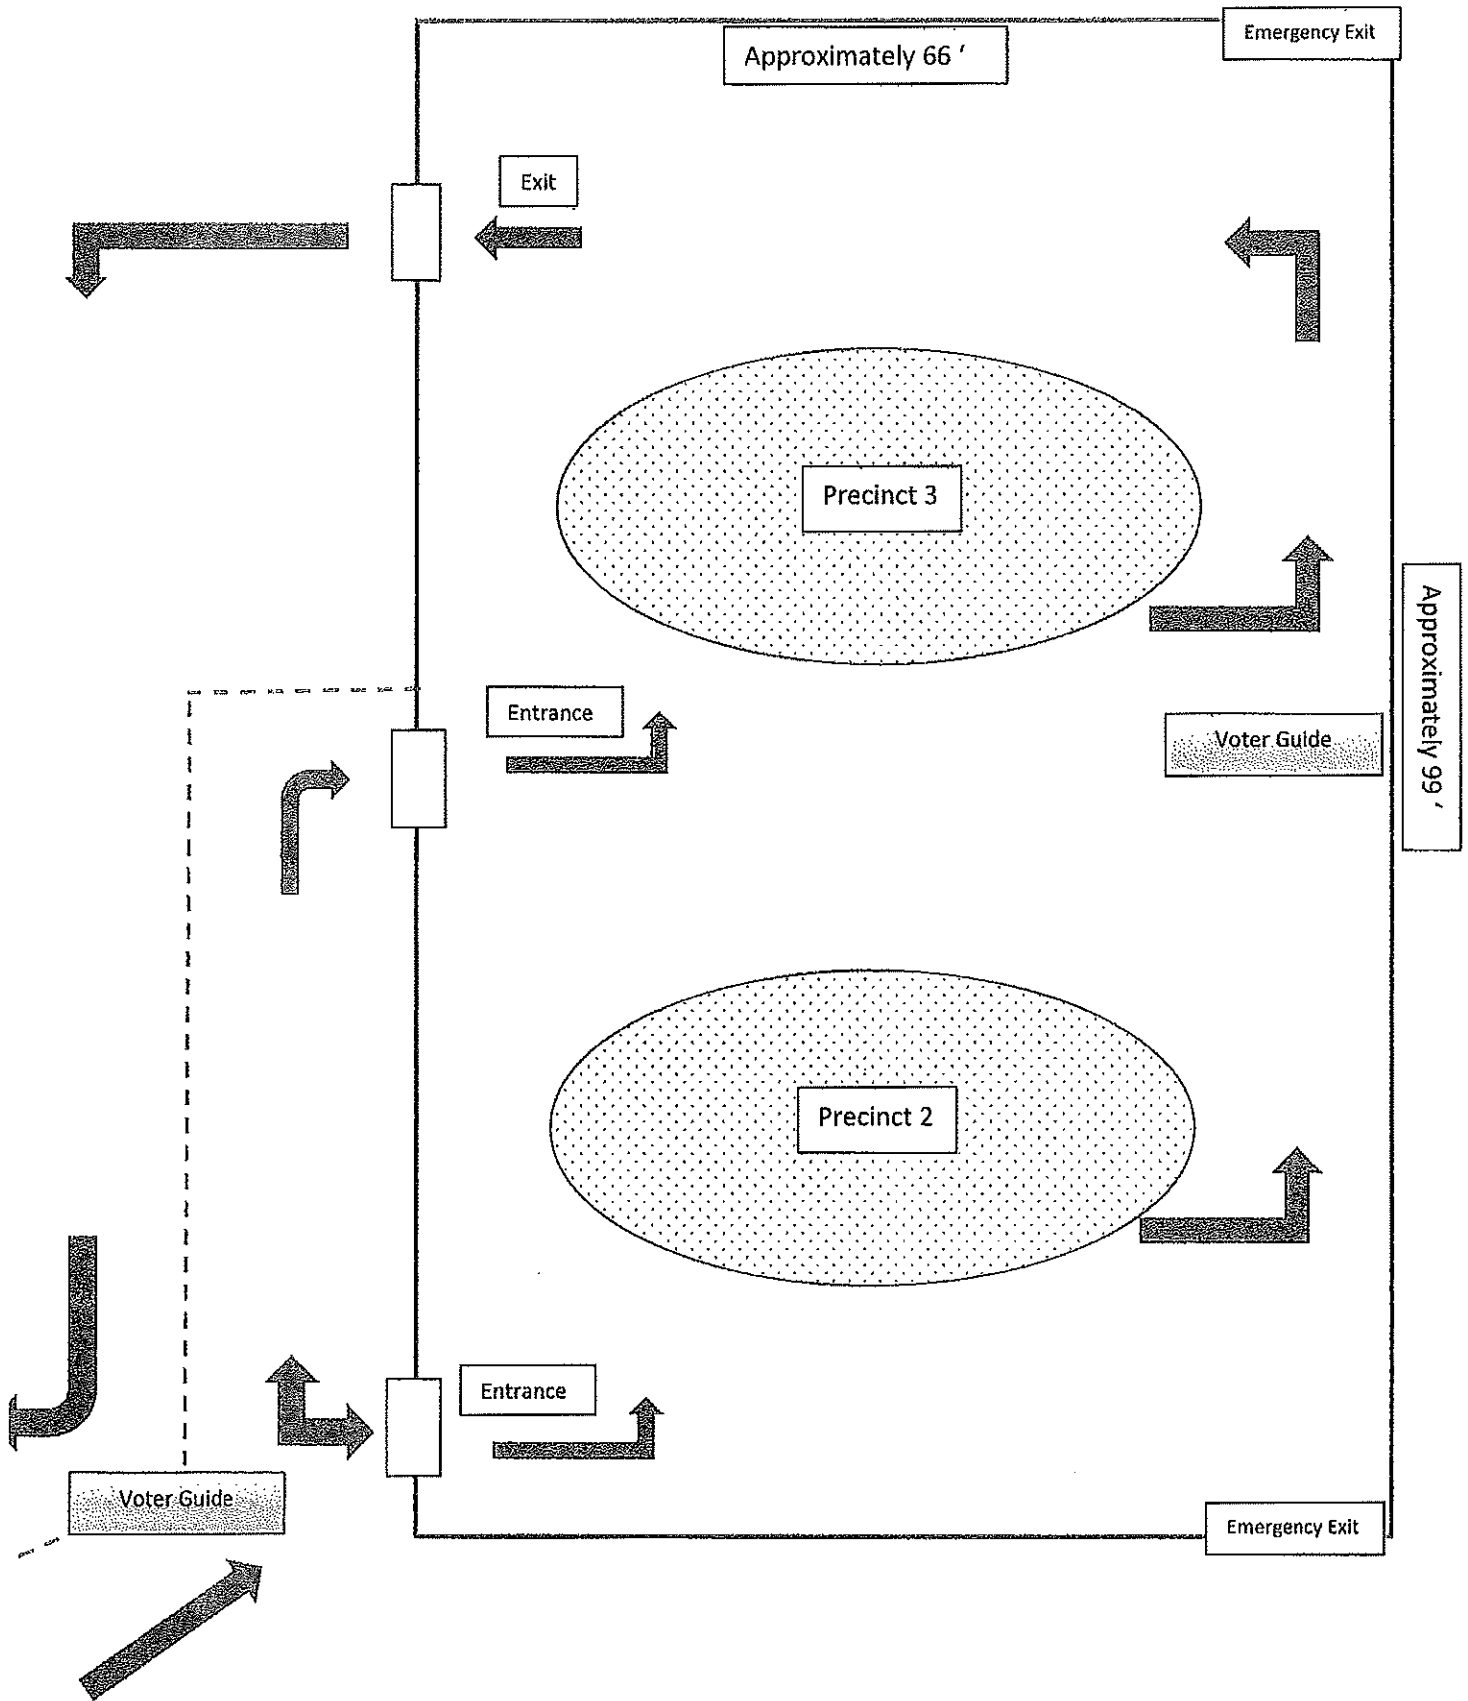 Emergency Exit
Approximately 66 '
Exit
Precinct 3
Approximately 99 '
Entrance
Voter Guide
Precinct 2
Entrance
Voter Guide
Emergency Exit